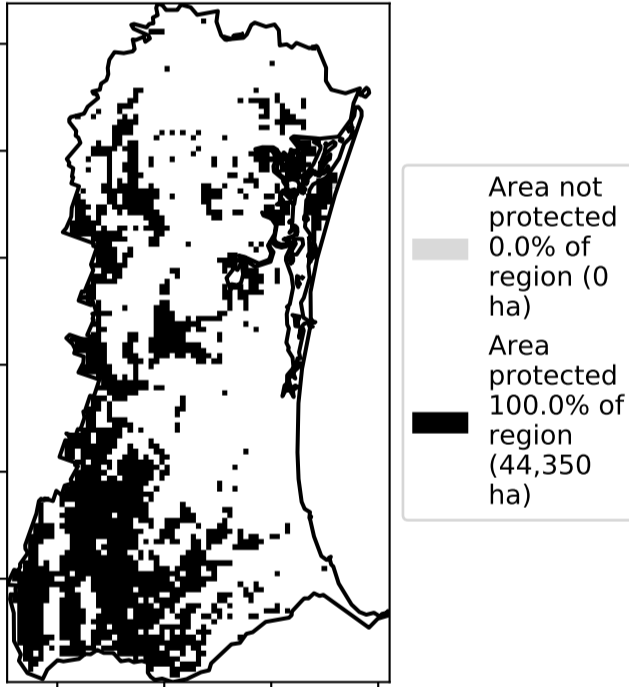 Area not
protected
0.0% of
region (0
ha)
Area
protected
100.0% of
region
(44,350
ha)